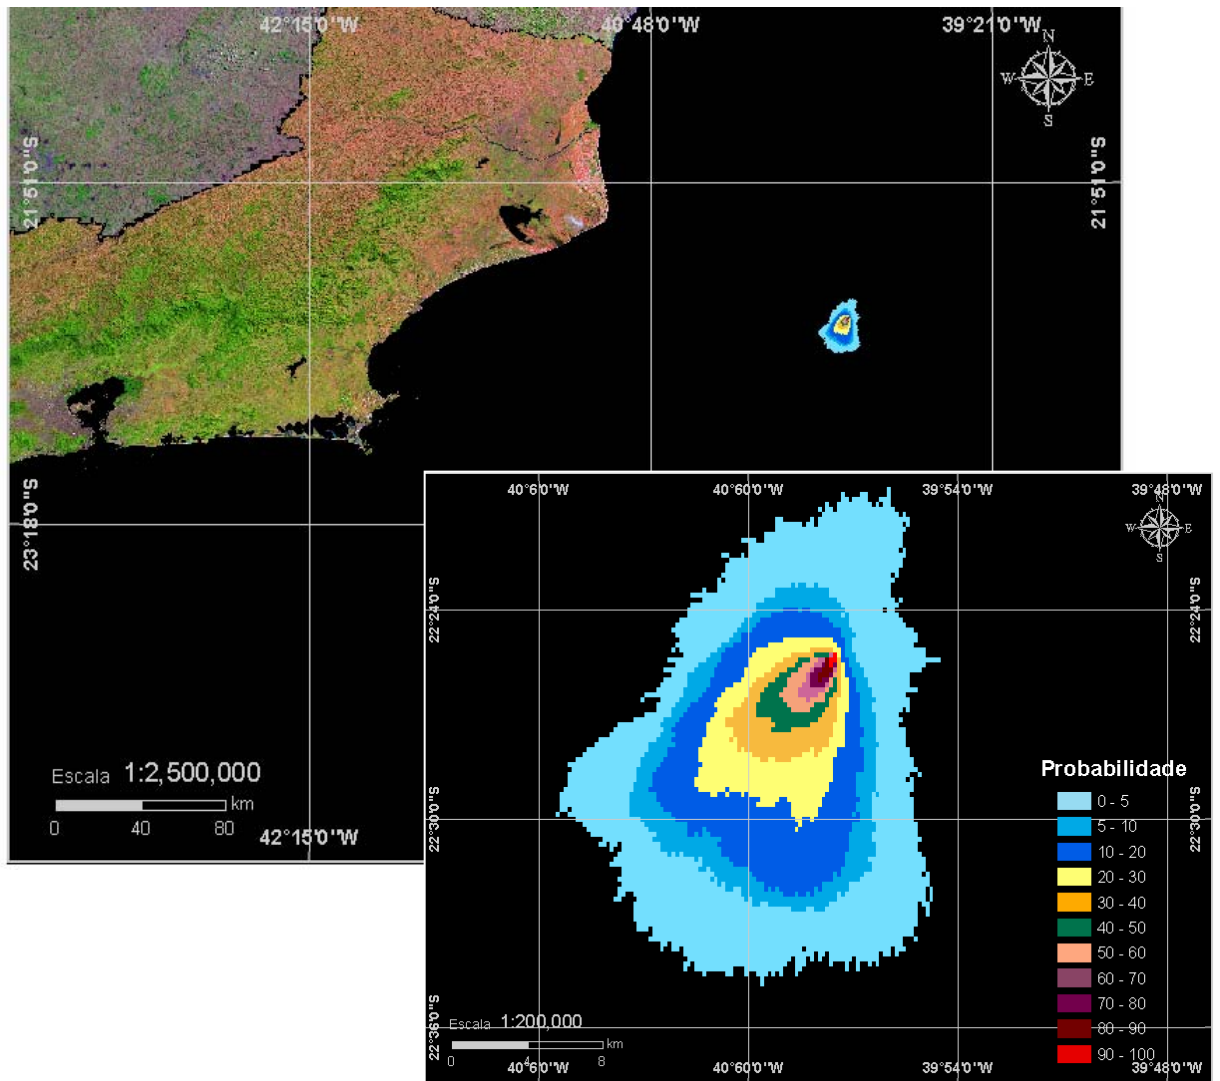 42°15'0"W
40°48'0"W
39°21'0"W
N
W
E
S
21°51'0"S
21°51'0"S
23°18'0"S
Escala 1:2,500,000
km
0 40 80
42°15'0"W
40°6'0"W
40°60'0"W
39°54'0"W
39°48'0"W
N
W
E
S
22°24'0"S
22°24'0"S
Probabilidade
0 - 5
5 - 10
10 - 20
20 - 30
30 - 40
40 - 50
50 - 60
60 - 70
70 - 80
80 - 90
90 - 100
22°30'0"S
22°30'0"S
22°36'0"S
Escala 1:200,000
km
0 4 8
40°6'0"W
40°60'0"W
39°54'0"W
39°48'0"W